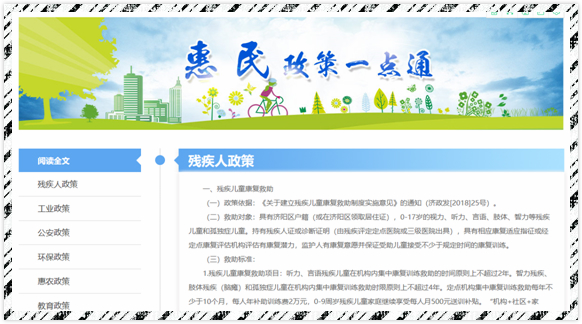 惠民政策一点通
阅读全文
残疾人政策
工业政策
公安政策
环保政策
惠农政策
教育政策
残疾人政策
一、残疾儿童康复救助
（一）政策依据：《关于建立残疾儿童康复救助制度实施意见》的通知（济政发[2018]25号）。
（二）救助对象：具有济阳区户籍（或在济阳区领取居住证），0-17岁的视力、听力、言语、肢体、智力等残疾
儿童和孤独症儿童。持有残疾人证或诊断证明（由残疾评定定点医院或三级医院出具），具有相应康复适应指征或经
定点康复评估机构评估有康复潜力，监护人有康复意愿并保证受助儿童接受不少于规定时间的康复训练。
（三）救助标准：
1.残疾儿童康复救助项目：听力、言语残疾儿童在机构内集中康复训练救助的时间原则上不超过2年。智力残疾、
肢体残疾（脑瘫）和孤独症儿童在机构内集中康复训练救助时限原则上不超过4年。定点机构集中康复训练救助每年不
少于10个月，每人年补助训练费2万元，0-9周岁残疾儿童家庭继续享受每人每月500元送训补贴。“机构+社区+家